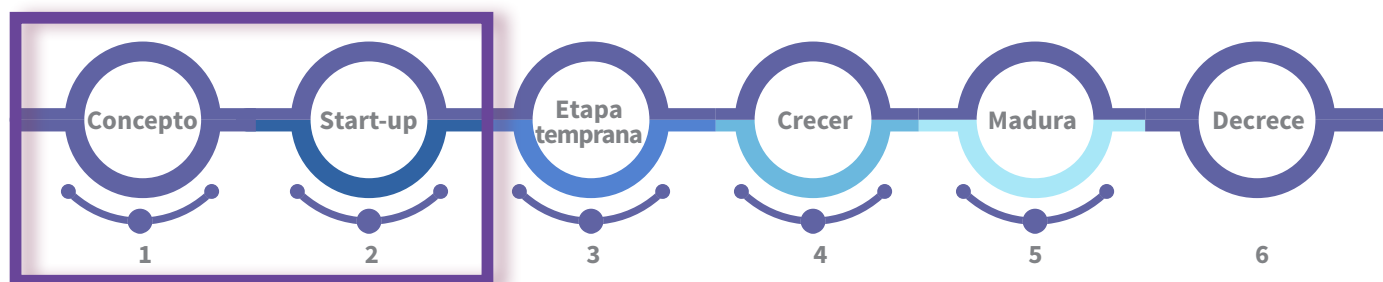 Concepto
Start-up
Etapa
temprana
Crecer
Madura
Decrece
1
2
3
4
5
6